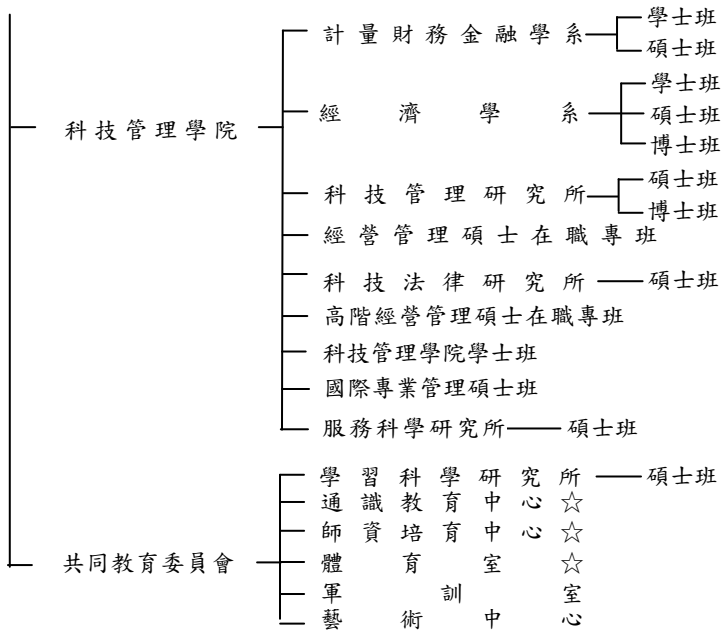 學士班
計量財務金融學系
碩士班
學士班
經濟學系
碩士班
博士班
科技管理學院
碩士班
科技管理研究所
博士班
經營管理碩士在職專班
科技法律研究所
碩士班
高階經營管理碩士在職專班
科技管理學院學士班
國際專業管理碩士班
服務科學研究所
碩士班
學習科學研究所
碩士班
通識教育中心☆
師資培育中心☆
共同教育委員會
體育室☆
軍訓室
藝術中心